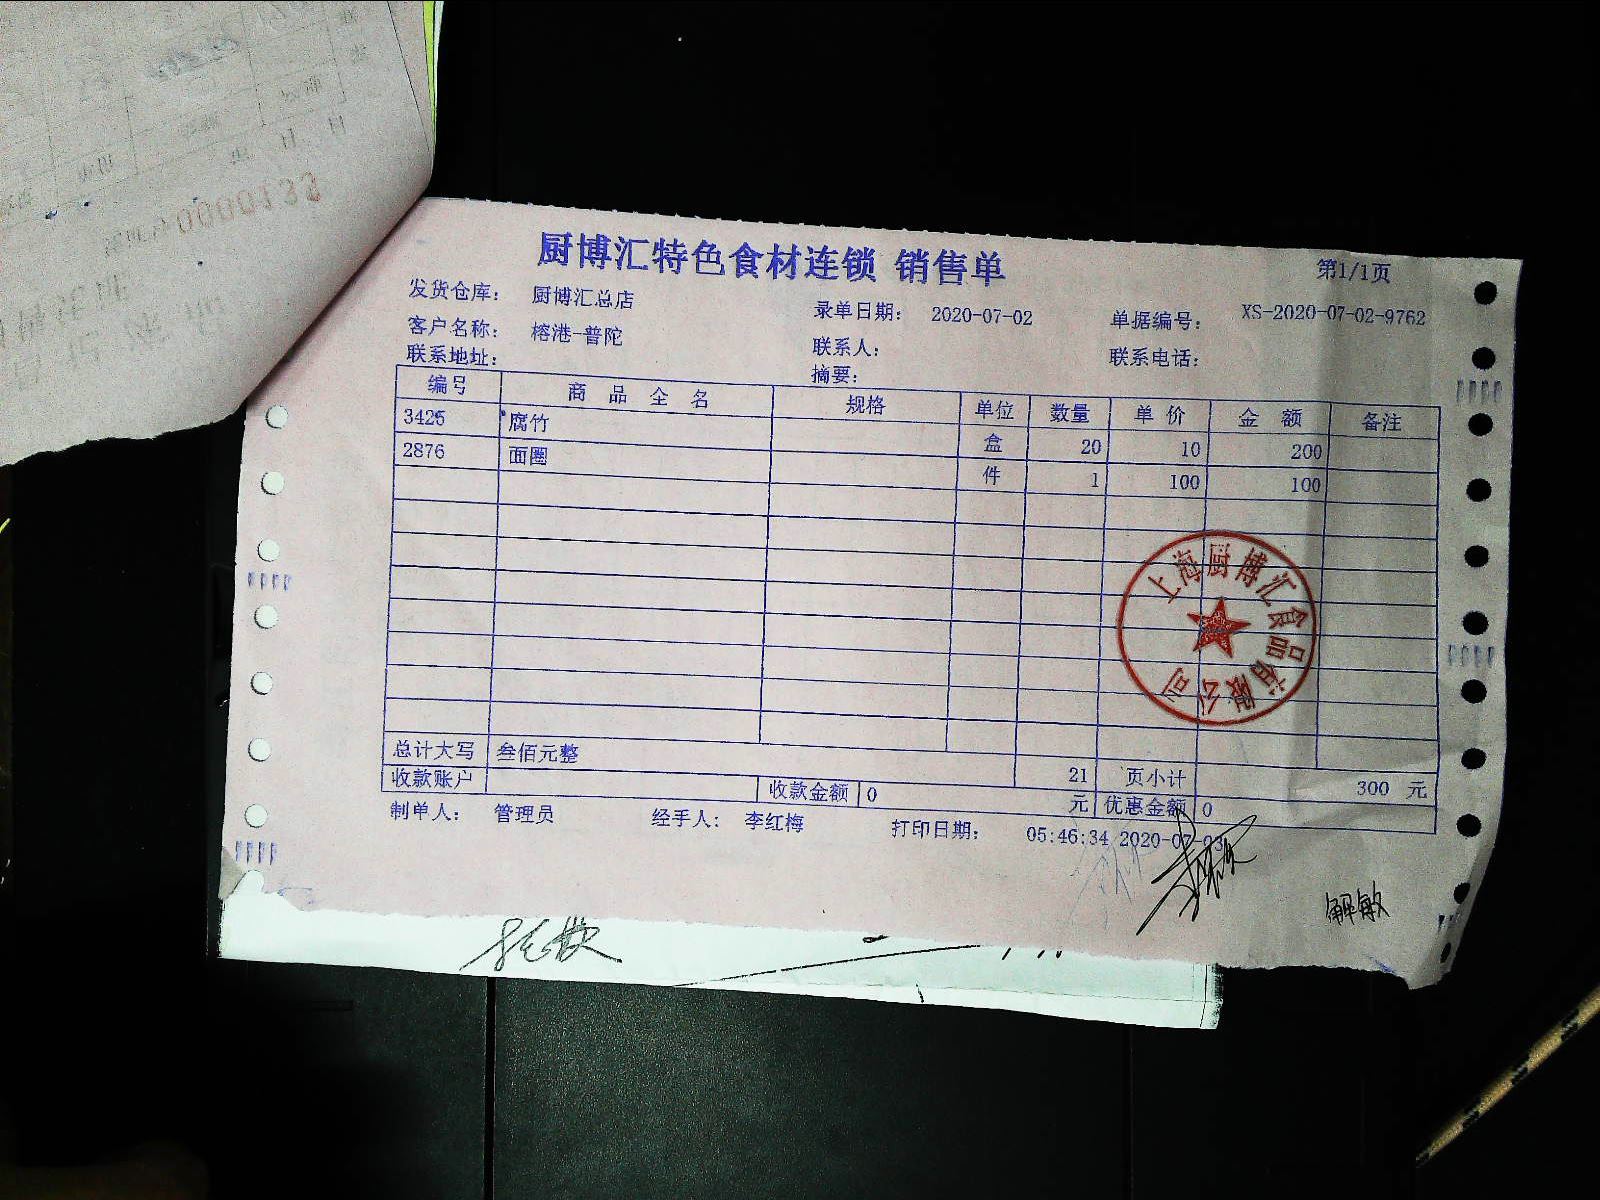 0000133
厨博汇特色食材连锁 销售单
第1/1页
发货仓库： 厨博汇总店 录单日期： 2020-07-02 单据编号： XS-2020-07-02-9762
客户名称： 榕港-普陀 联系人： 联系电话：
联系地址： 摘要：
编号 商品全名 规格 单位 数量 单价 金额 备注
3425 腐竹 盒 20 10 200
2876 面圈 件 1 100 100
上海厨博汇食品有限公司
总计大写 叁佰元整 21 页小计 300 元
收款账户 收款金额 0 元 优惠金额 0
制单人： 管理员 经手人： 李红梅 打印日期： 05:46:34 2020-07-03
解敏